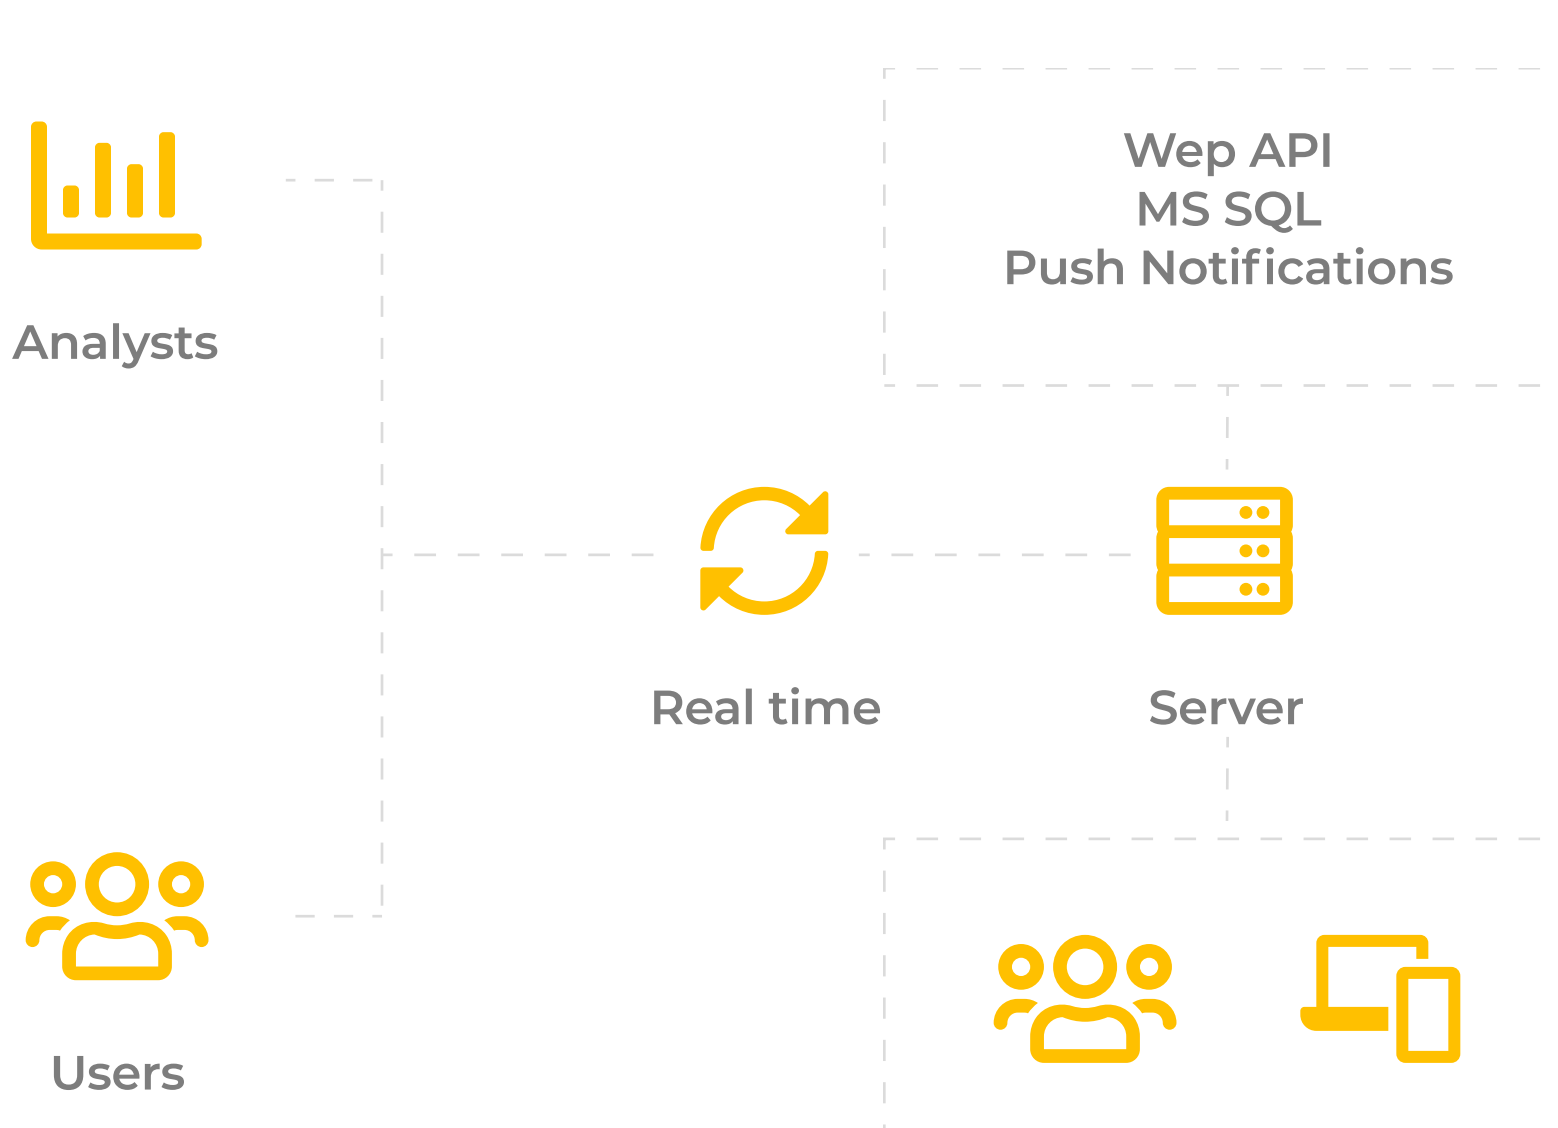 Wep API
MS SQL
Push Notifications
Analysts
Real time
Server
Users